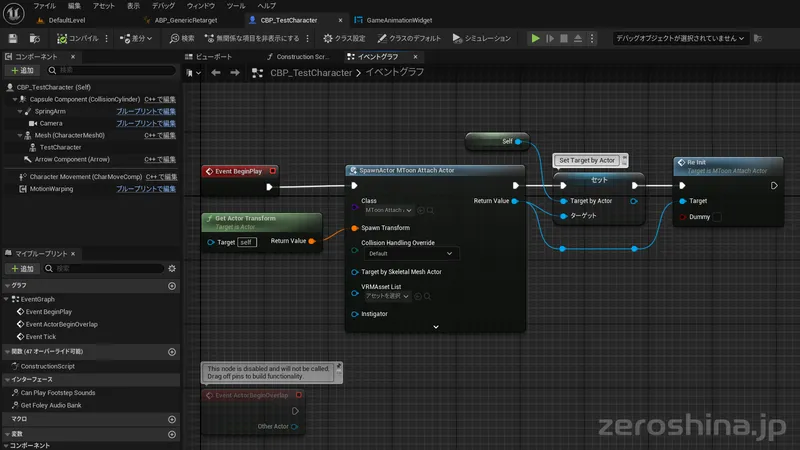 ファイル 編集 アセット 表示 デバッグ ウィンドウ ツール ヘルプ
DefaultLevel
ABP_GenericRetarget
CBP_TestCharacter
GameAnimationWidget
コンパイル
差分
検索
無関係な項目を非表示にする
クラス設定
クラスのデフォルト
シミュレーション
デバッグオブジェクトが選択されていません
コンポーネント
追加
検索
CBP_TestCharacter (Self)
Capsule Component (CollisionCylinder) C++ で編集
SpringArm ブループリントで編集
Camera ブループリントで編集
Mesh (CharacterMesh0) C++ で編集
TestCharacter
Arrow Component (Arrow) C++ で編集
Character Movement (CharMoveComp) C++ で編集
MotionWarping ブループリントで編集
マイブループリント
追加
検索
グラフ
EventGraph
Event BeginPlay
Event ActorBeginOverlap
Event Tick
関数 (47 オーバーライド可能)
ConstructionScript
インターフェース
Can Play Footstep Sounds
Get Foley Audio Bank
マクロ
変数
コンポーネント
ビューポート
Construction Scr...
イベントグラフ
CBP_TestCharacter > イベントグラフ
Event BeginPlay
Get Actor Transform
Target is Actor
Target self
Return Value
SpawnActor MToon Attach Actor
Class
MToon Attach
Return Value
Spawn Transform
Collision Handling Override
Default
Target by Skeletal Mesh Actor
VRMAsset List
アセットを選択
Instigator
Self
Set Target by Actor
セット
Target by Actor
ターゲット
Re Init
Target is MToon Attach Actor
Target
Dummy
This node is disabled and will not be called.
Drag off pins to build functionality.
Event ActorBeginOverlap
Other Actor
zeroshina.jp